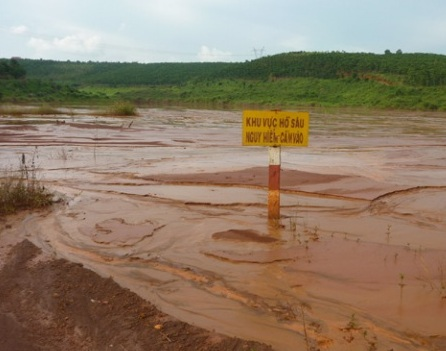 KHU VỰC HỐ SÂU
NGUY HIỂM CẤM VÀO